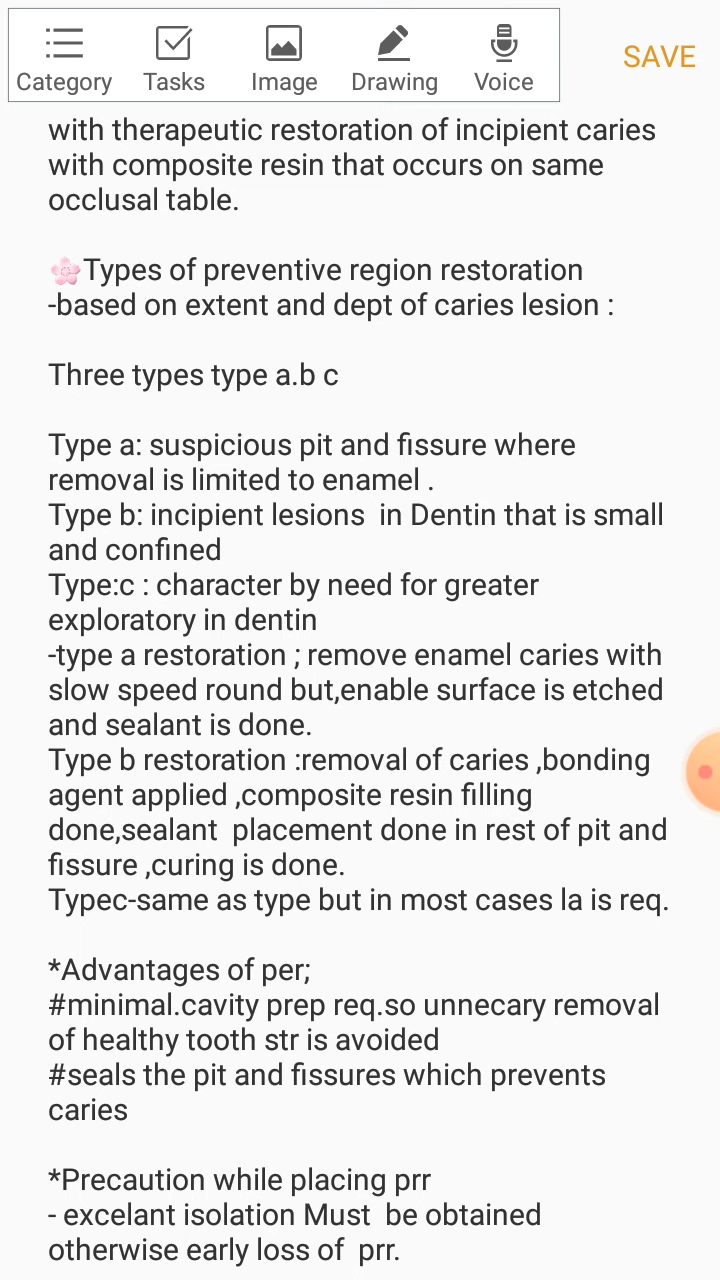 Category Tasks Image Drawing Voice SAVE
with therapeutic restoration of incipient caries
with composite resin that occurs on same
occlusal table.
🌸Types of preventive region restoration
-based on extent and dept of caries lesion :
Three types type a.b c
Type a: suspicious pit and fissure where
removal is limited to enamel .
Type b: incipient lesions  in Dentin that is small
and confined
Type:c : character by need for greater
exploratory in dentin
-type a restoration ; remove enamel caries with
slow speed round but,enable surface is etched
and sealant is done.
Type b restoration :removal of caries ,bonding
agent applied ,composite resin filling
done,sealant  placement done in rest of pit and
fissure ,curing is done.
Typec-same as type but in most cases la is req.
*Advantages of per;
#minimal.cavity prep req.so unnecary removal
of healthy tooth str is avoided
#seals the pit and fissures which prevents
caries
*Precaution while placing prr
- excelant isolation Must  be obtained
otherwise early loss of  prr.